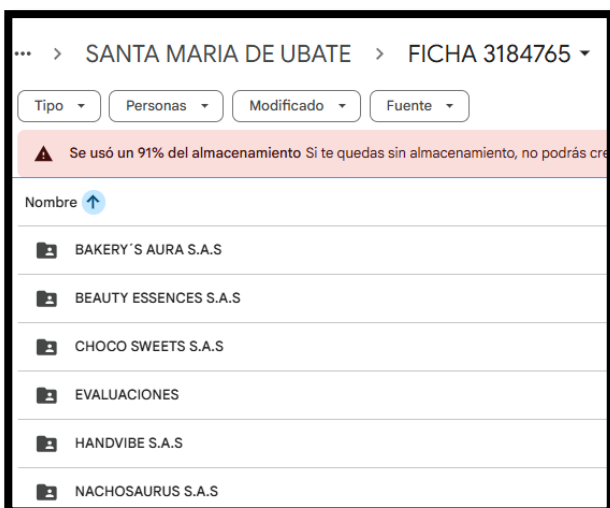 ... > SANTA MARIA DE UBATE > FICHA 3184765
Tipo Personas Modificado Fuente
Se usó un 91% del almacenamiento Si te quedas sin almacenamiento, no podrás cre
Nombre
BAKERY´S AURA S.A.S
BEAUTY ESSENCES S.A.S
CHOCO SWEETS S.A.S
EVALUACIONES
HANDVIBE S.A.S
NACHOSAURUS S.A.S